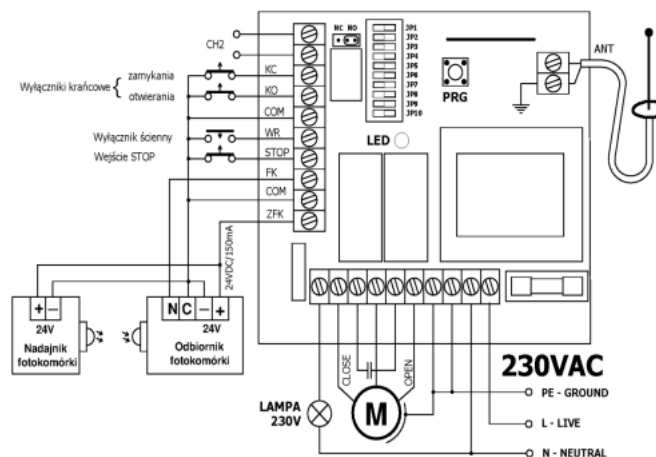 NC NO
JP1
JP2
JP3
JP4
JP5
JP6
JP7
JP8
JP9
JP10
PRG
ANT
LED
CH2
Wyłączniki krańcowe
zamykania
otwierania
Wyłącznik ścienny
Wejście STOP
KC
KO
COM
WR
STOP
FK
COM
ZFK
24VDC/150mA
+ −
24V
Nadajnik
fotokomórki
N C − +
24V
Odbiornik
fotokomórki
CLOSE
OPEN
M
LAMPA
230V
230VAC
PE - GROUND
L - LIVE
N - NEUTRAL